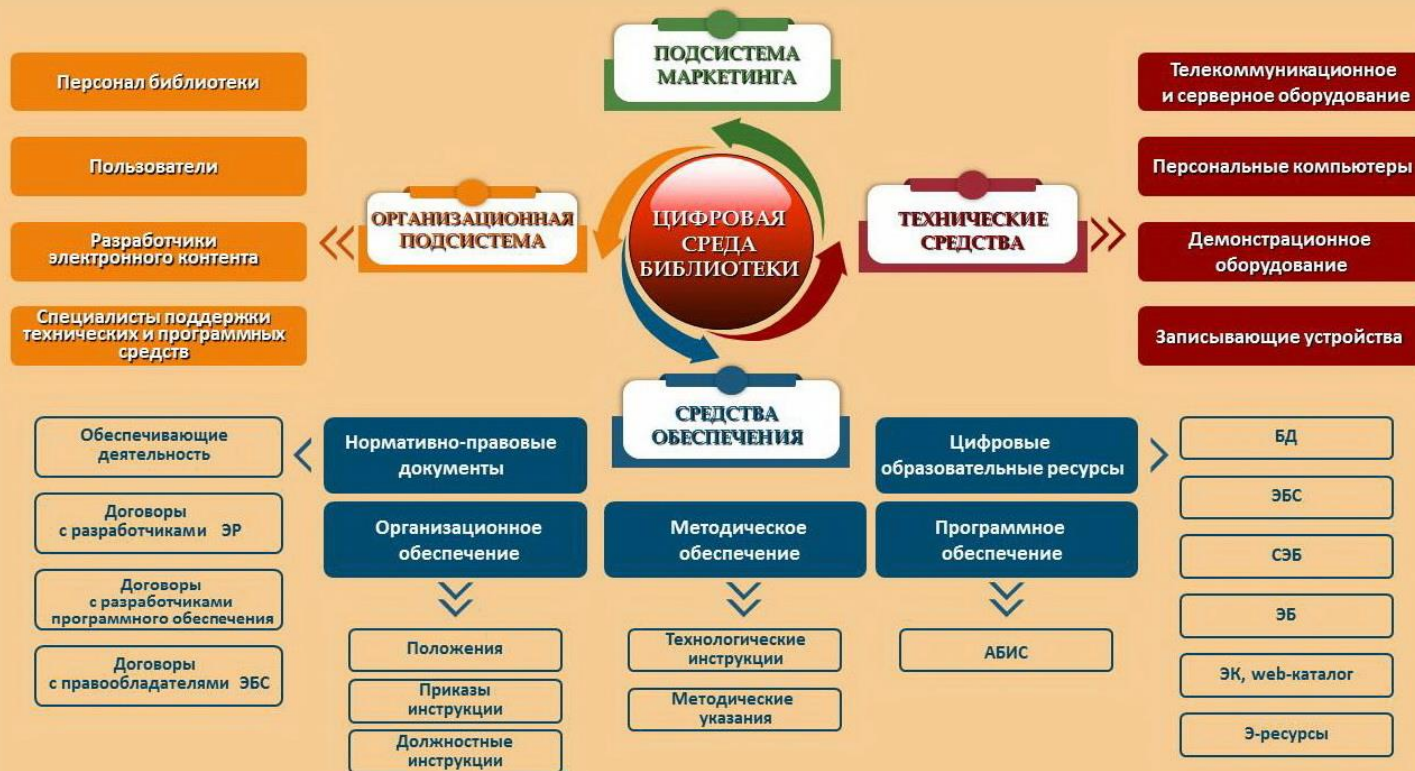 ПОДСИСТЕМА
МАРКЕТИНГА
Персонал библиотеки
Пользователи
Разработчики
электронного контента
Специалисты поддержки
технических и программных
средств
ОРГАНИЗАЦИОННАЯ
ПОДСИСТЕМА
ЦИФРОВАЯ
СРЕДА
БИБЛИОТЕКИ
ТЕХНИЧЕСКИЕ
СРЕДСТВА
Телекоммуникационное
и серверное оборудование
Персональные компьютеры
Демонстрационное
оборудование
Записывающие устройства
СРЕДСТВА
ОБЕСПЕЧЕНИЯ
Обеспечивающие
деятельность
Договоры
с разработчиками ЭР
Договоры
с разработчиками
программного обеспечения
Договоры
с правообладателями ЭБС
Нормативно-правовые
документы
Организационное
обеспечение
Положения
Приказы
инструкции
Должностные
инструкции
Методическое
обеспечение
Технологические
инструкции
Методические
указания
Цифровые
образовательные ресурсы
Программное
обеспечение
АБИС
БД
ЭБС
СЭБ
ЭБ
ЭК, web-каталог
Э-ресурсы